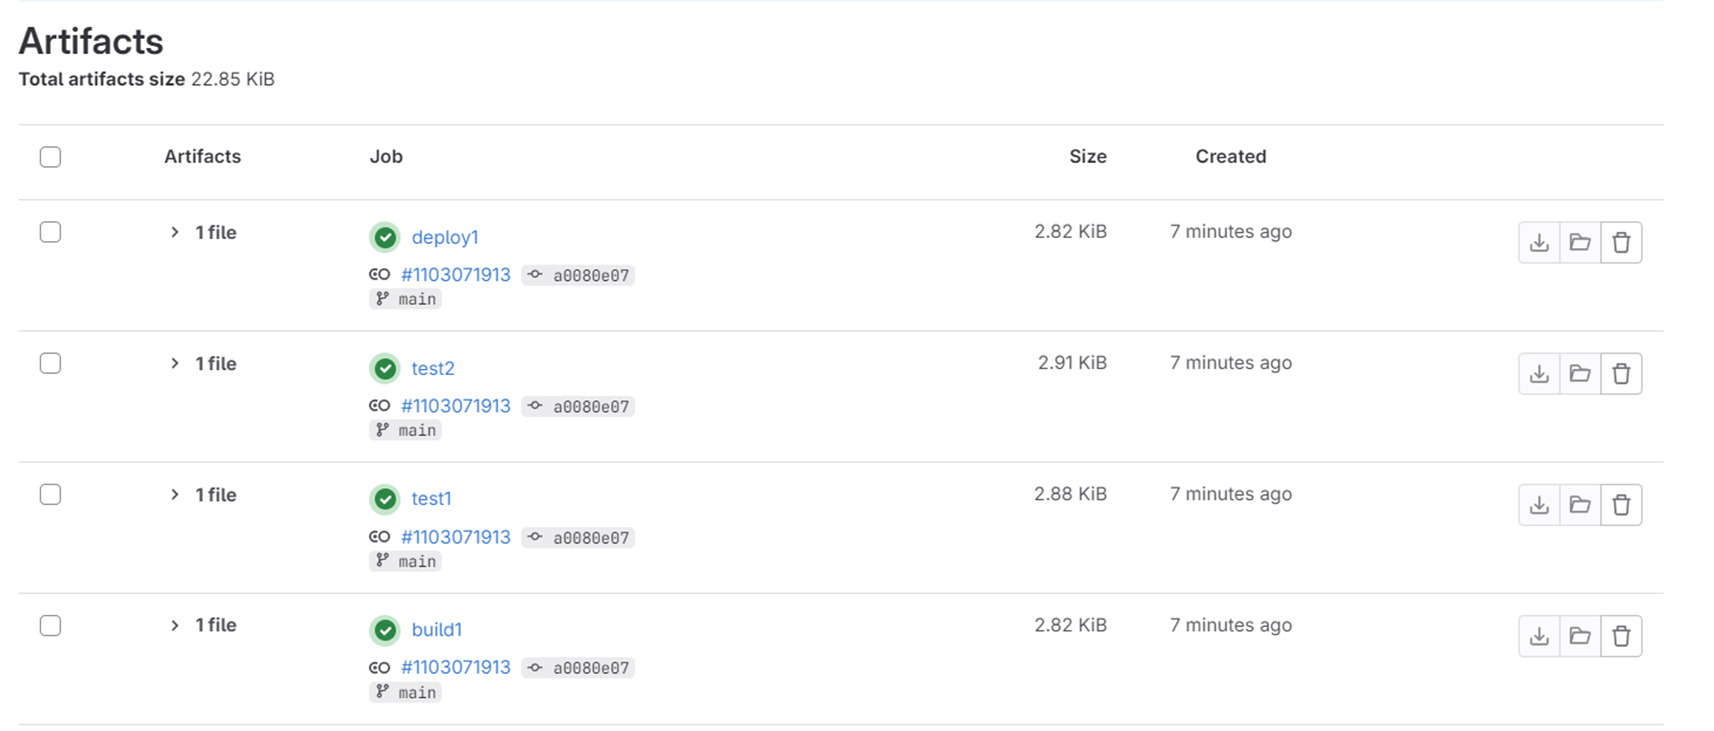 Artifacts
Total artifacts size 22.85 KiB
Artifacts Job Size Created
1 file deploy1 2.82 KiB 7 minutes ago
#1103071913 a0080e07
main
1 file test2 2.91 KiB 7 minutes ago
#1103071913 a0080e07
main
1 file test1 2.88 KiB 7 minutes ago
#1103071913 a0080e07
main
1 file build1 2.82 KiB 7 minutes ago
#1103071913 a0080e07
main